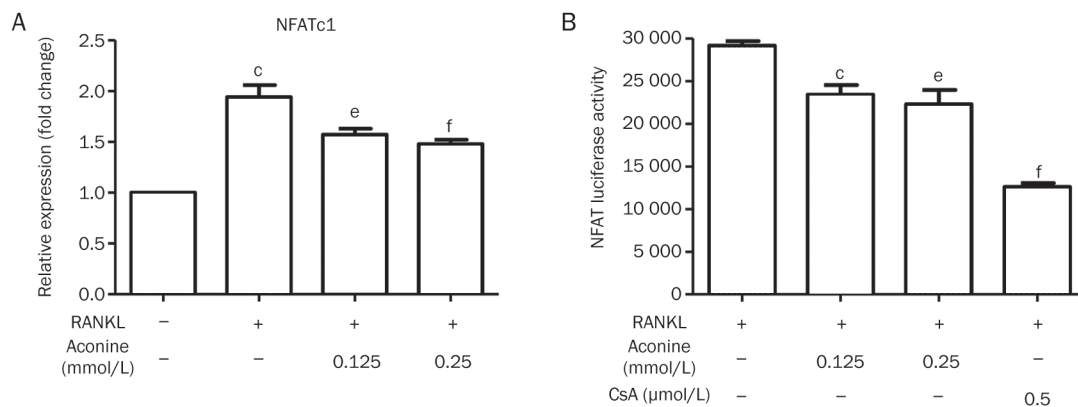 A
NFATc1
Relative expression (fold change)
2.5
2.0
1.5
1.0
0.5
0.0
c
e
f
RANKL – + + +
Aconine
(mmol/L) – – 0.125 0.25
B
NFAT luciferase activity
30 000
25 000
20 000
15 000
10 000
5 000
0
c
e
f
RANKL + + + +
Aconine
(mmol/L) – 0.125 0.25 –
CsA (μmol/L) – – – 0.5